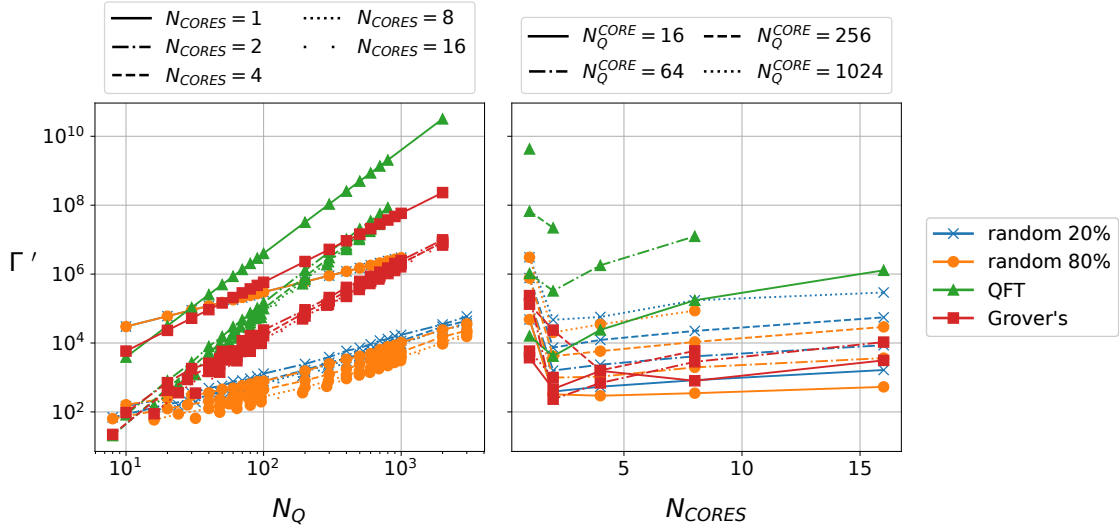 N_CORES = 1
N_CORES = 2
N_CORES = 4
N_CORES = 8
N_CORES = 16
N_Q^CORE = 16
N_Q^CORE = 64
N_Q^CORE = 256
N_Q^CORE = 1024
Γ ′
10^10
10^8
10^6
10^4
10^2
10^1
10^2
10^3
N_Q
5
10
15
N_CORES
random 20%
random 80%
QFT
Grover's